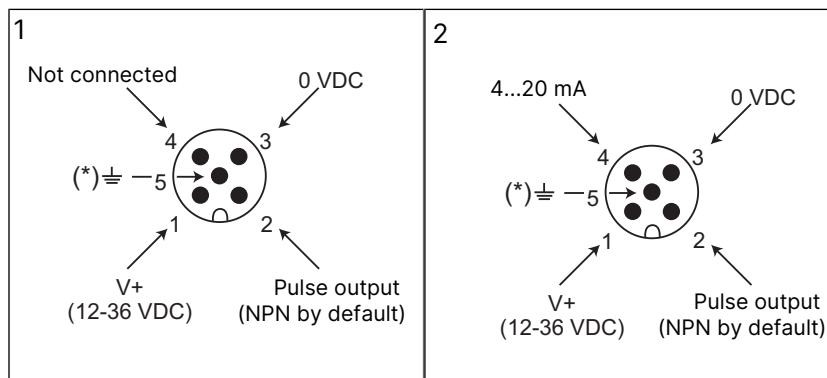 1
Not connected
0 VDC
4
3
(*) 5
1
2
V+
(12-36 VDC)
Pulse output
(NPN by default)
2
4...20 mA
0 VDC
4
3
(*) 5
1
2
V+
(12-36 VDC)
Pulse output
(NPN by default)